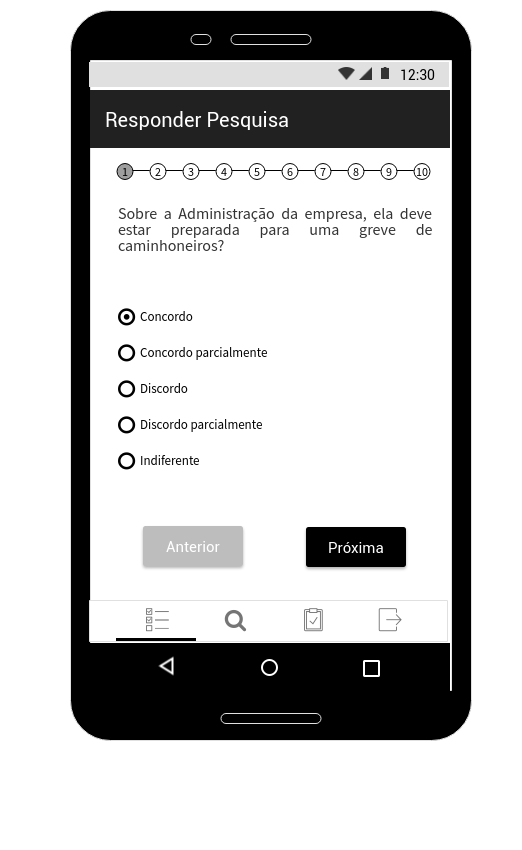 12:30
Responder Pesquisa
1 2 3 4 5 6 7 8 9 10
Sobre a Administração da empresa, ela deve
estar preparada para uma greve de
caminhoneiros?
Concordo
Concordo parcialmente
Discordo
Discordo parcialmente
Indiferente
Anterior Próxima